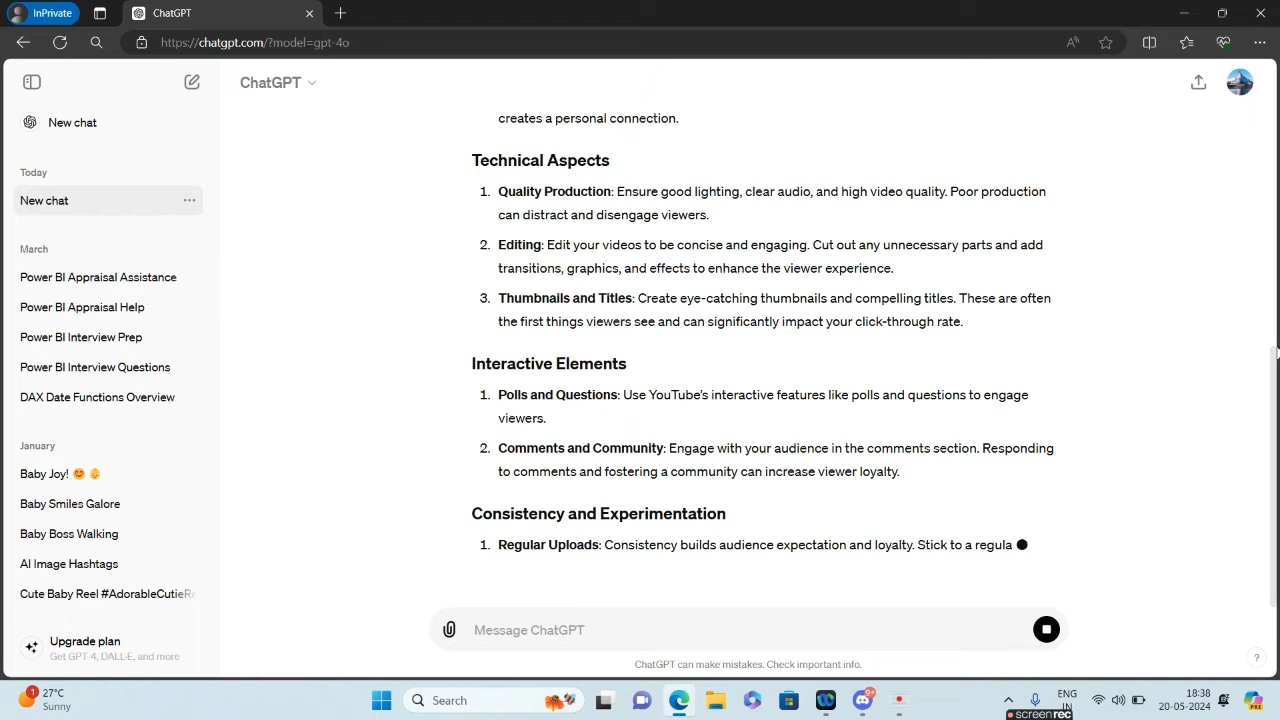 InPrivate
ChatGPT
https://chatgpt.com/?model=gpt-4o
ChatGPT
New chat
Today
New chat
March
Power BI Appraisal Assistance
Power BI Appraisal Help
Power BI Interview Prep
Power BI Interview Questions
DAX Date Functions Overview
January
Baby Joy! 😊 👶
Baby Smiles Galore
Baby Boss Walking
AI Image Hashtags
Cute Baby Reel #AdorableCutieRe
Upgrade plan
Get GPT-4, DALL·E, and more
creates a personal connection.
Technical Aspects
1. Quality Production: Ensure good lighting, clear audio, and high video quality. Poor production
can distract and disengage viewers.
2. Editing: Edit your videos to be concise and engaging. Cut out any unnecessary parts and add
transitions, graphics, and effects to enhance the viewer experience.
3. Thumbnails and Titles: Create eye-catching thumbnails and compelling titles. These are often
the first things viewers see and can significantly impact your click-through rate.
Interactive Elements
1. Polls and Questions: Use YouTube's interactive features like polls and questions to engage
viewers.
2. Comments and Community: Engage with your audience in the comments section. Responding
to comments and fostering a community can increase viewer loyalty.
Consistency and Experimentation
1. Regular Uploads: Consistency builds audience expectation and loyalty. Stick to a regula
Message ChatGPT
ChatGPT can make mistakes. Check important info.
?
1
27°C
Sunny
Search
9+
ENG
IN
18:38
20-05-2024
PRE
screenrec